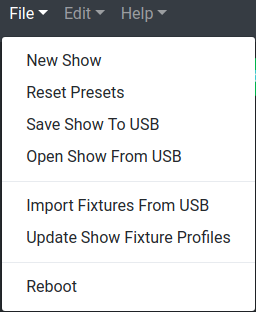 File Edit Help
New Show
Reset Presets
Save Show To USB
Open Show From USB
Import Fixtures From USB
Update Show Fixture Profiles
Reboot